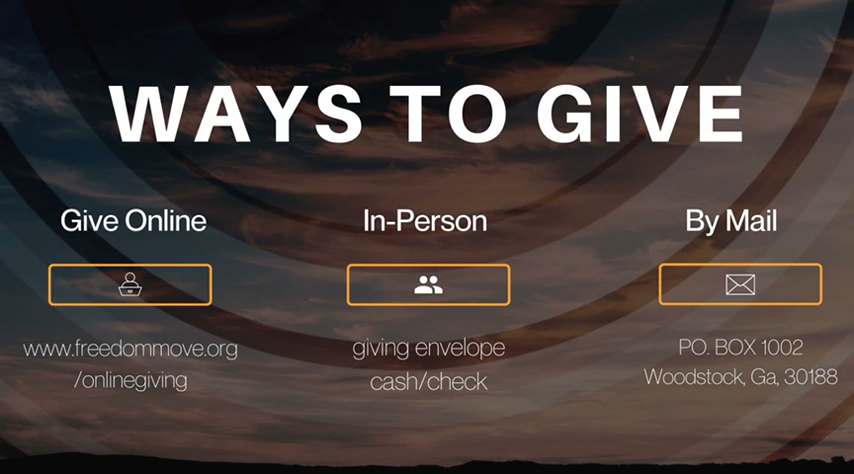 WAYS TO GIVE
Give Online
www.freedommove.org
/onlinegiving
In-Person
giving envelope
cash/check
By Mail
PO. BOX 1002
Woodstock, Ga, 30188